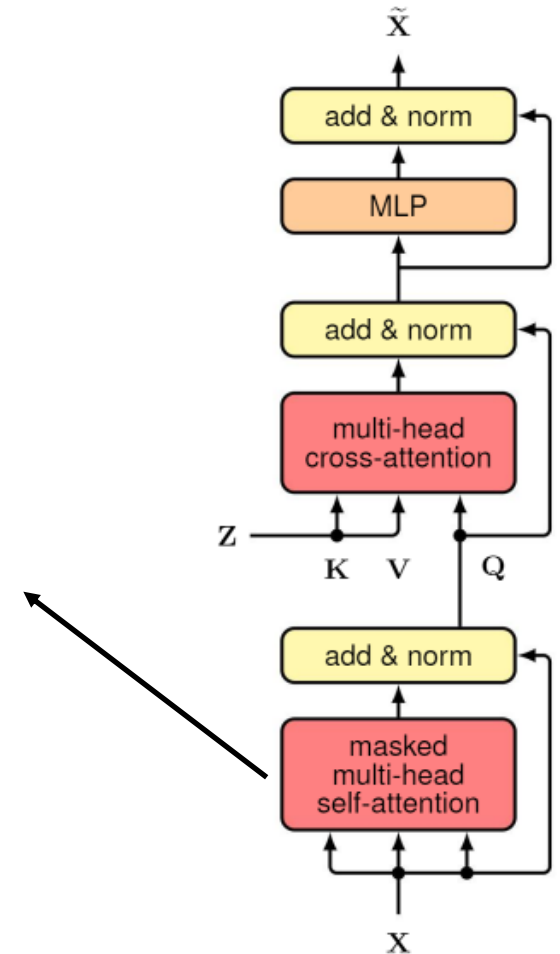 X̃
add & norm
MLP
add & norm
multi-head
cross-attention
Z
K V Q
add & norm
masked
multi-head
self-attention
X